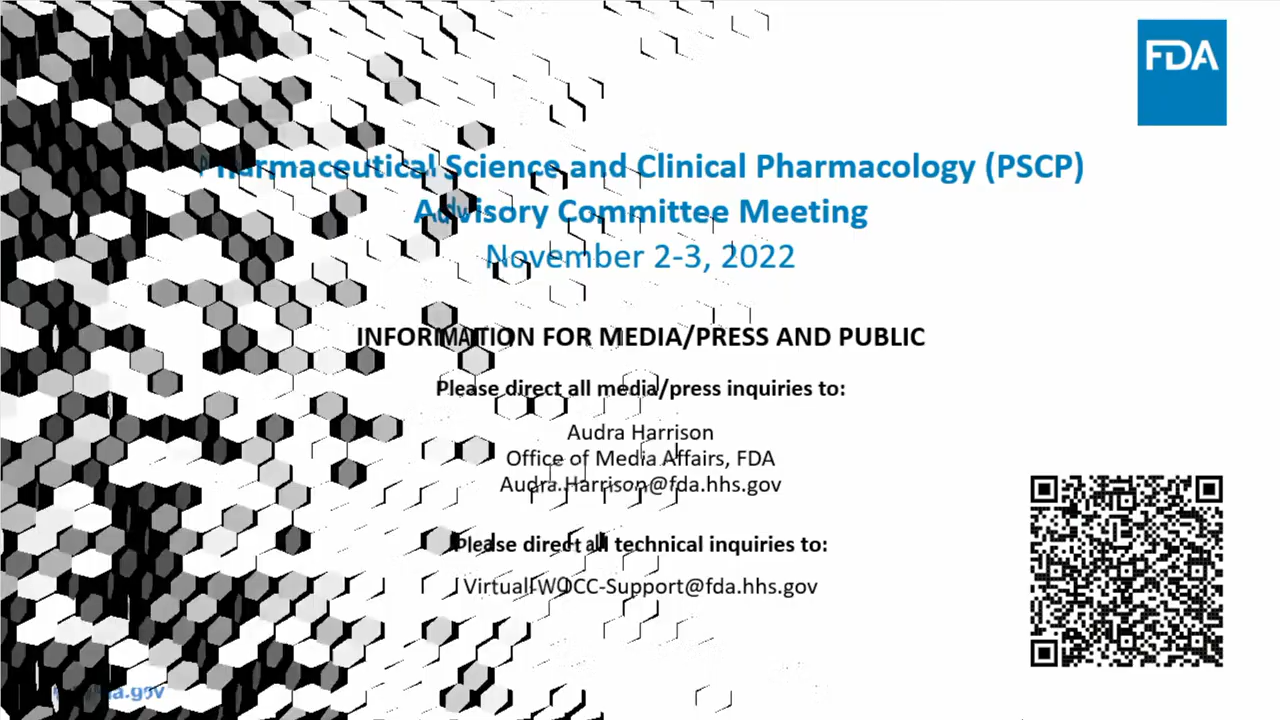 FDA
Pharmaceutical Science and Clinical Pharmacology (PSCP)
Advisory Committee Meeting
November 2-3, 2022
INFORMATION FOR MEDIA/PRESS AND PUBLIC
Please direct all media/press inquiries to:
Audra Harrison
Office of Media Affairs, FDA
Audra.Harrison@fda.hhs.gov
Please direct all technical inquiries to:
Virtual-WOCC-Support@fda.hhs.gov